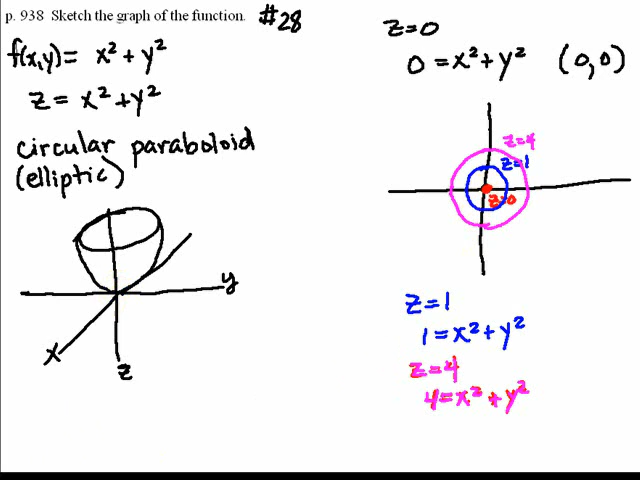 p. 938 Sketch the graph of the function. #28
f(x,y) = x² + y²
z = x² + y²
circular paraboloid
(elliptic)
y
x
z
z=0
0 = x² + y² (0,0)
z=4
z=1
z=0
z=1
1 = x² + y²
z=4
4 = x² + y²